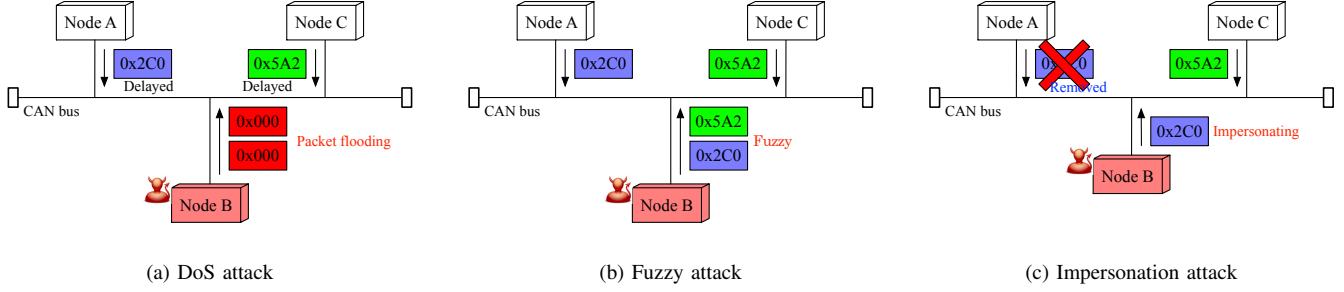 Node A
Node C
0x2C0
0x5A2
Delayed
Delayed
CAN bus
0x000
Packet flooding
0x000
Node B
(a) DoS attack
Node A
Node C
0x2C0
0x5A2
CAN bus
0x5A2
Fuzzy
0x2C0
Node B
(b) Fuzzy attack
Node A
Node C
0x5A2
Removed
CAN bus
0x2C0
Impersonating
Node B
(c) Impersonation attack